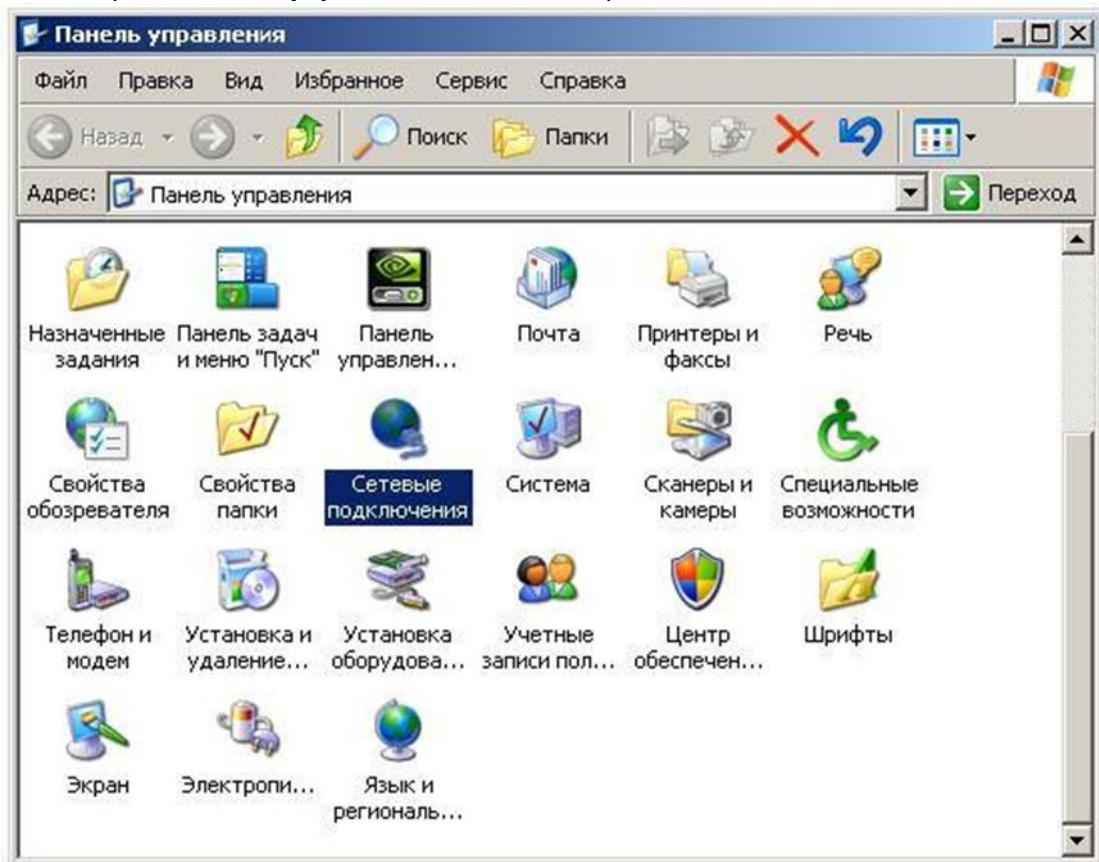 Панель управления
Файл Правка Вид Избранное Сервис Справка
Назад Поиск Папки
Адрес: Панель управления Переход
Назначенные задания
Панель задач и меню "Пуск"
Панель управлен...
Почта
Принтеры и факсы
Речь
Свойства обозревателя
Свойства папки
Сетевые подключения
Система
Сканеры и камеры
Специальные возможности
Телефон и модем
Установка и удаление...
Установка оборудова...
Учетные записи пол...
Центр обеспечен...
Шрифты
Экран
Электропи...
Язык и региональ...